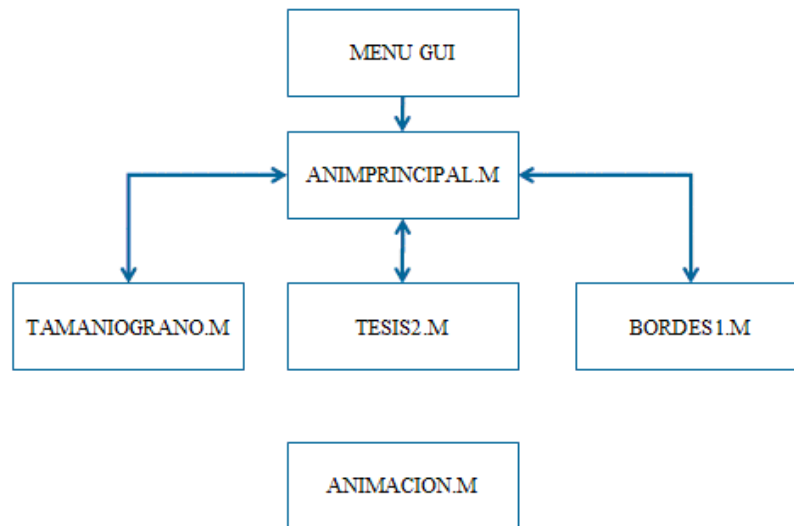 MENU GUI
ANIMPRINCIPAL.M
TAMANIOGRANO.M
TESIS2.M
BORDES1.M
ANIMACION.M